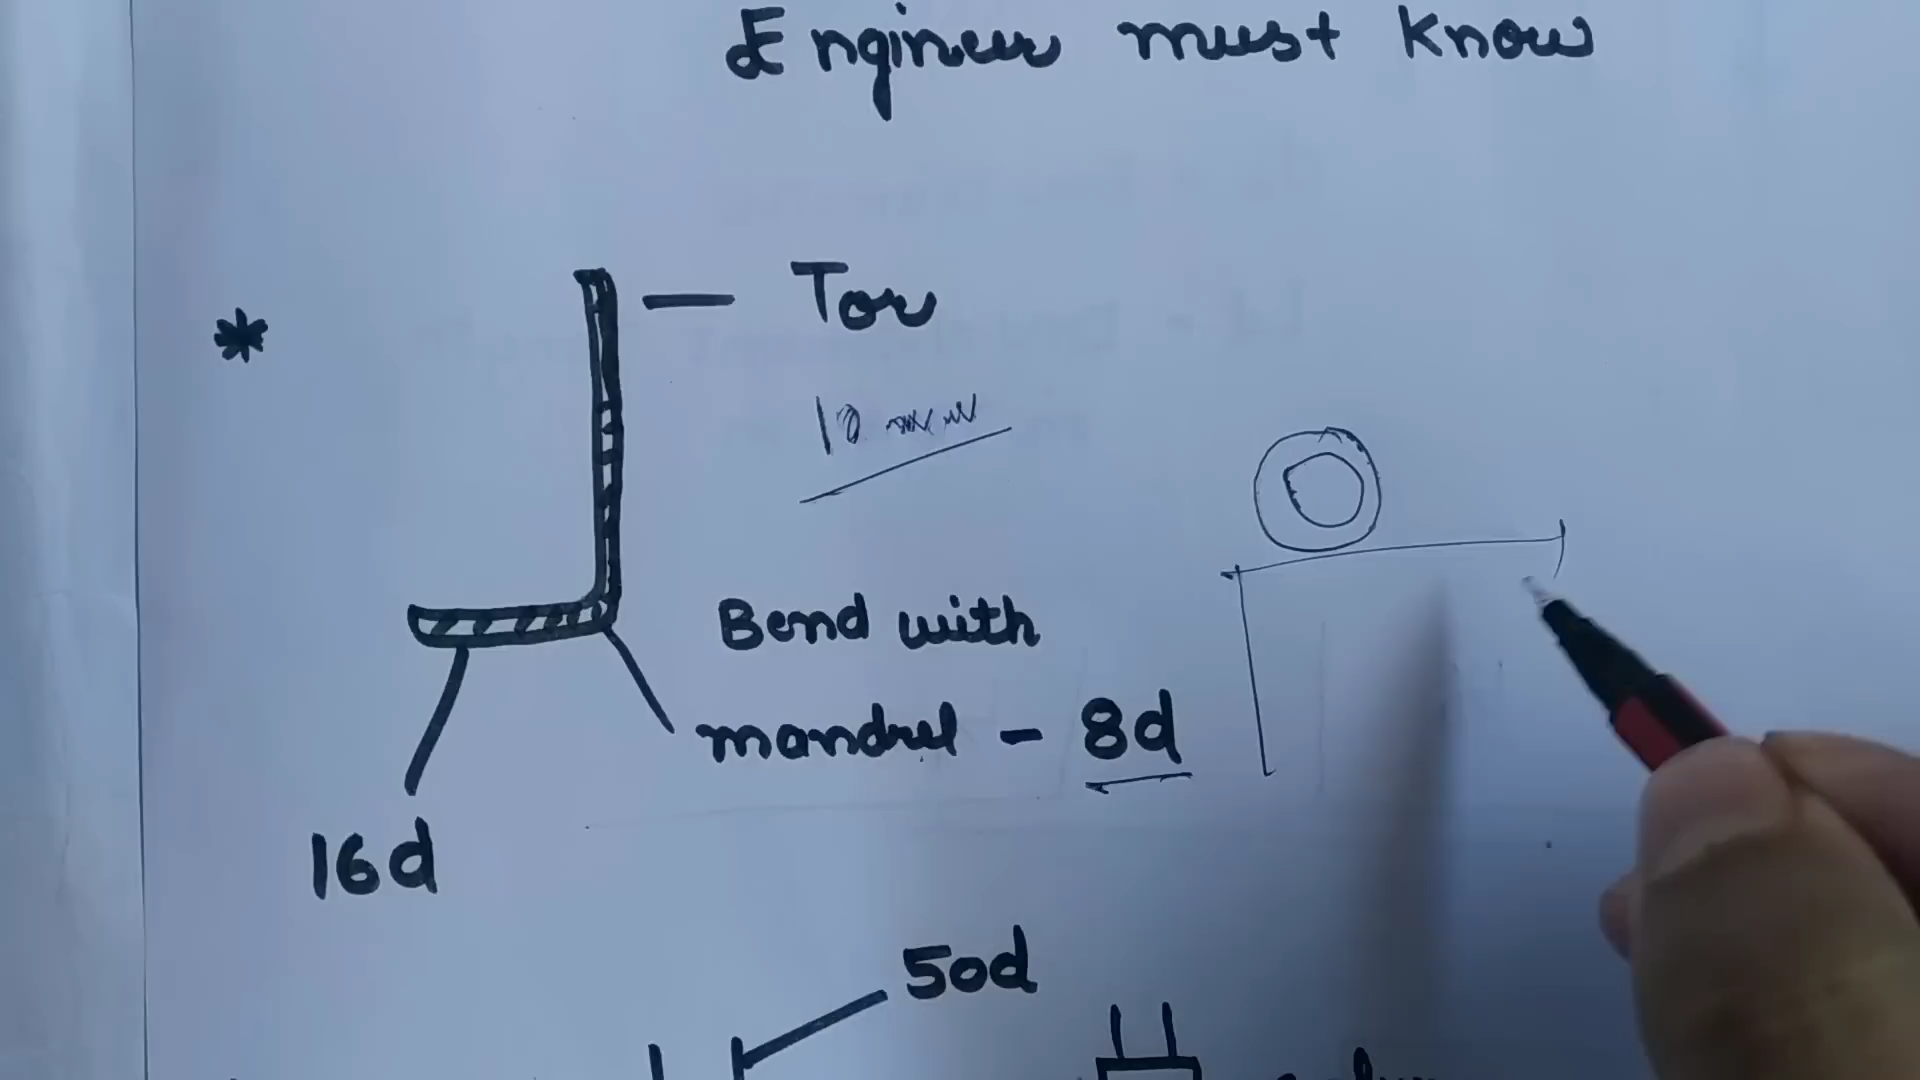 Engineer must Know
* — Tor
10 mm
Bend with
mandrel - 8d
16d
50d